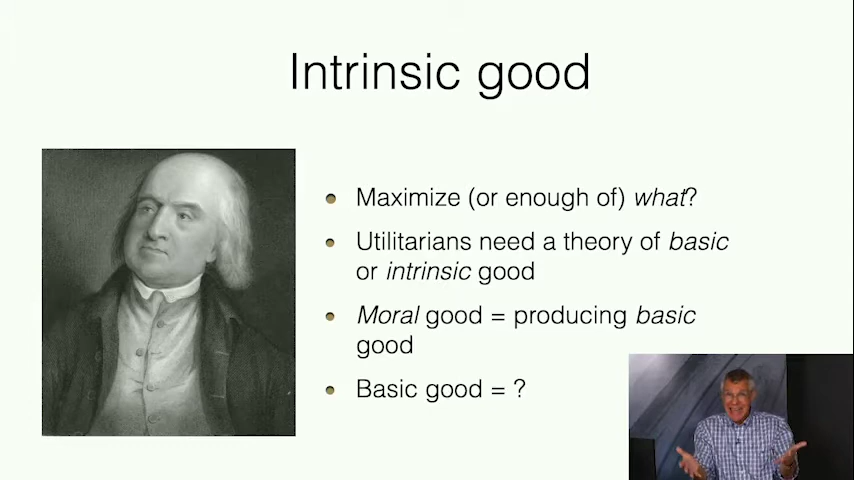 Intrinsic good
Maximize (or enough of) what?
Utilitarians need a theory of basic
or intrinsic good
Moral good = producing basic
good
Basic good = ?